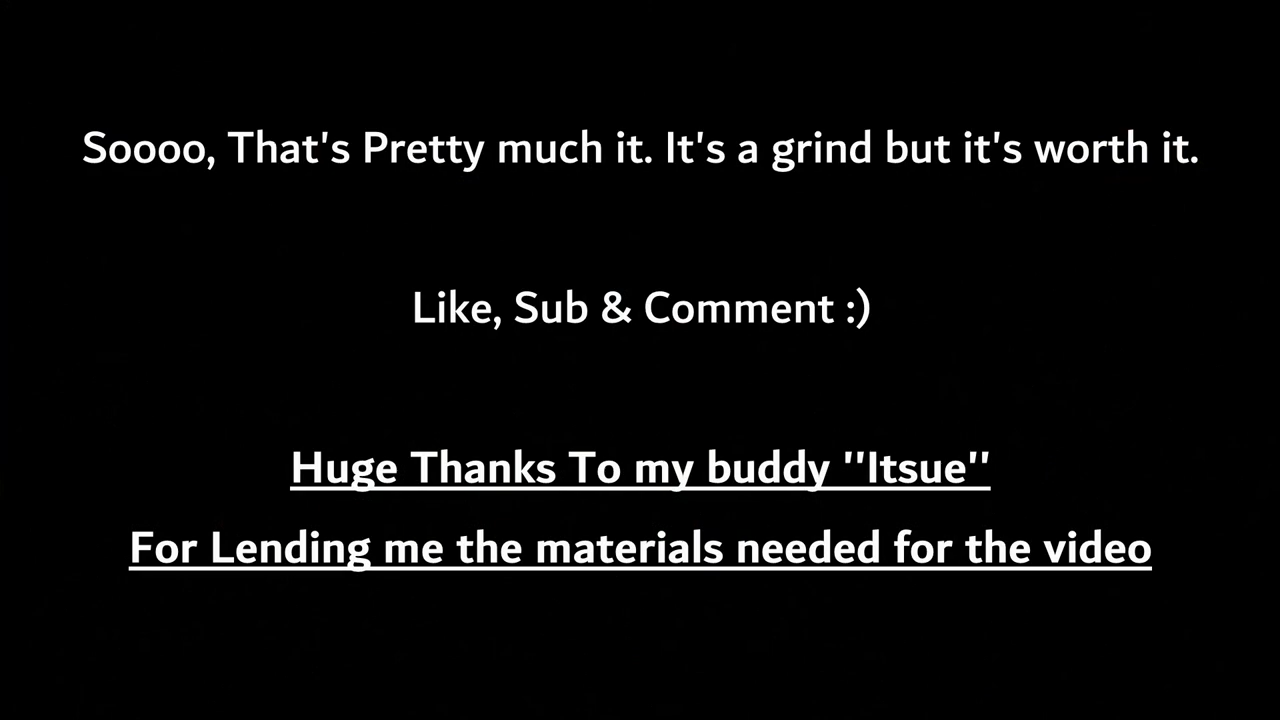 Soooo, That's Pretty much it. It's a grind but it's worth it.
Like, Sub & Comment :)
Huge Thanks To my buddy "Itsue"
For Lending me the materials needed for the video